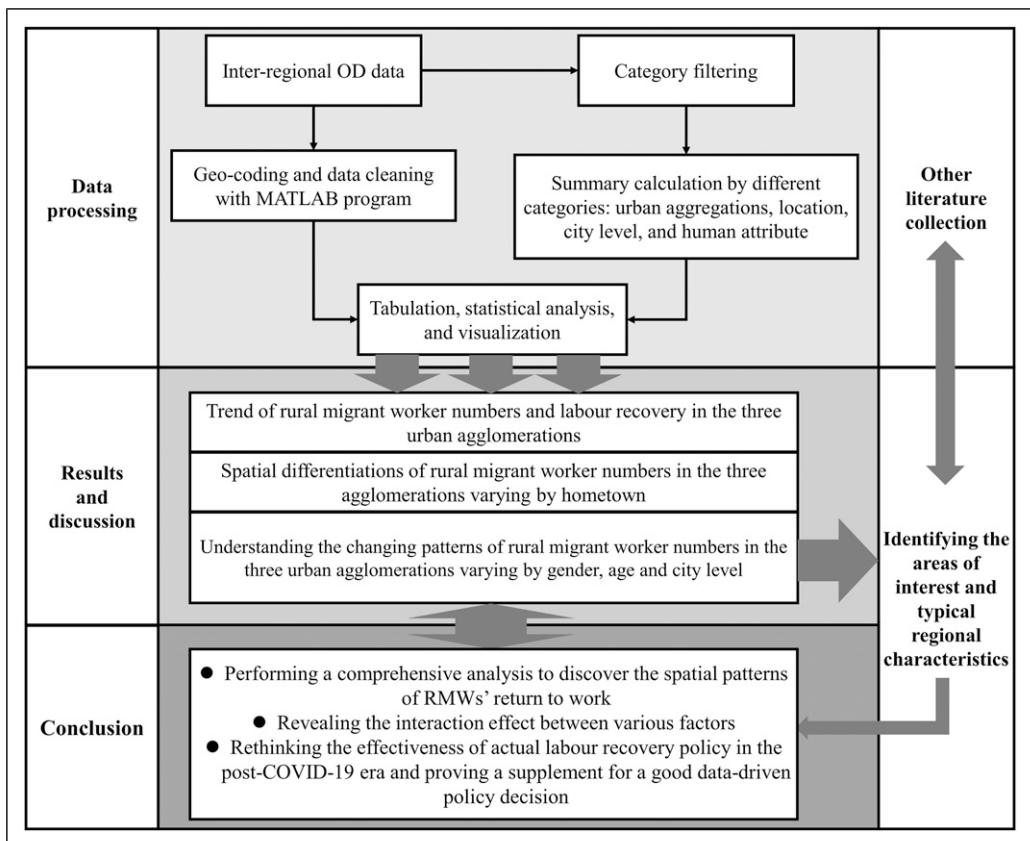 Inter-regional OD data
Category filtering
Data
processing
Geo-coding and data cleaning
with MATLAB program
Summary calculation by different
categories: urban aggregations, location,
city level, and human attribute
Other
literature
collection
Tabulation, statistical analysis,
and visualization
Results
and
discussion
Trend of rural migrant worker numbers and labour recovery in the three
urban agglomerations
Spatial differentiations of rural migrant worker numbers in the three
agglomerations varying by hometown
Understanding the changing patterns of rural migrant worker numbers in the
three urban agglomerations varying by gender, age and city level
Identifying the
areas of
interest and
typical
regional
characteristics
Conclusion
● Performing a comprehensive analysis to discover the spatial patterns
of RMWs' return to work
● Revealing the interaction effect between various factors
● Rethinking the effectiveness of actual labour recovery policy in the
post-COVID-19 era and proving a supplement for a good data-driven
policy decision